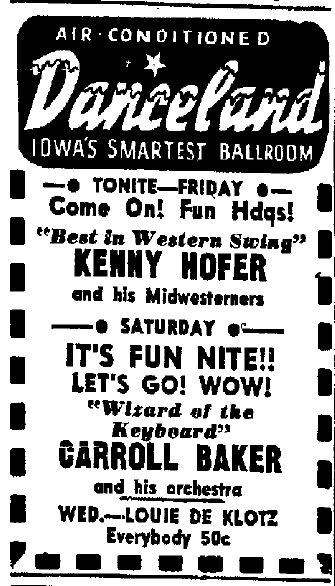 AIR-CONDITIONED
Danceland
IOWA'S SMARTEST BALLROOM
TONITE—FRIDAY
Come On! Fun Hdqs!
"Best in Western Swing"
KENNY HOFER
and his Midwesterners
SATURDAY
IT'S FUN NITE!!
LET'S GO! WOW!
"Wizard of the
Keyboard"
CARROLL BAKER
and his orchestra
WED.—LOUIE DE KLOTZ
Everybody 50c